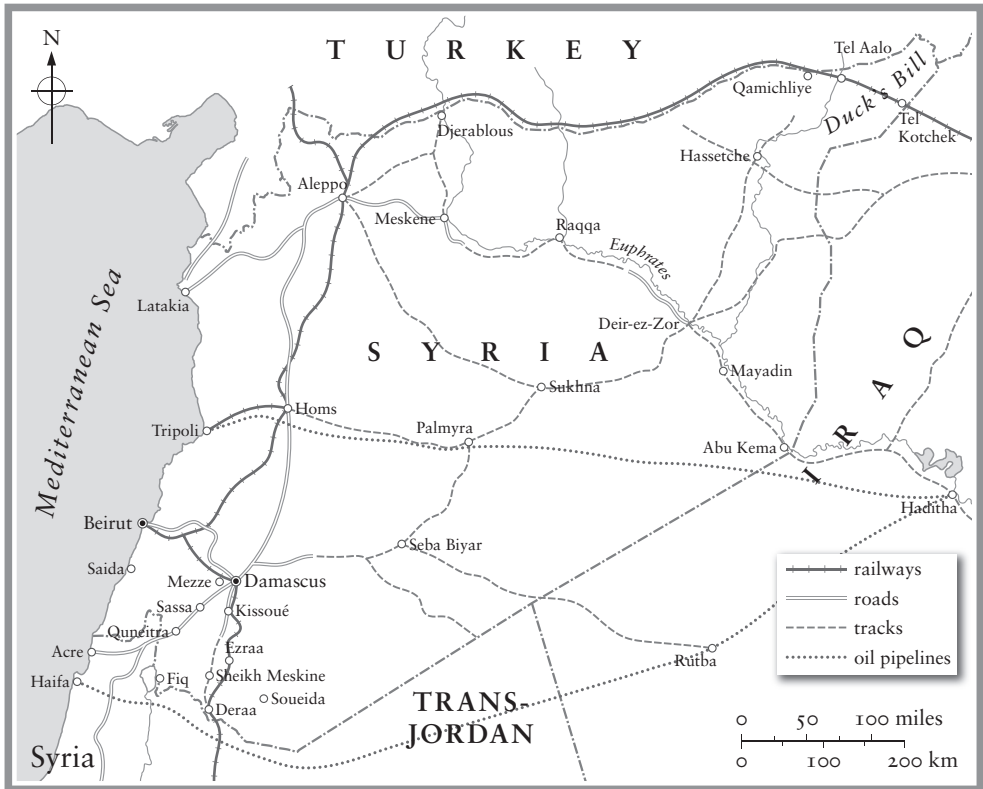 N
TURKEY
Tel Aalo
Qamichliye
Duck's Bill
Tel
Kotchek
Djerablous
Hassetche
Aleppo
Meskene
Raqqa
Euphrates
Latakia
Deir-ez-Zor
SYRIA
Mayadin
Sukhna
Mediterranean Sea
Homs
Tripoli
Palmyra
Abu Kema
IRAQ
Haditha
Beirut
Seba Biyar
Saida
Mezze
Damascus
Sassa
Kissoué
Quneitra
Ezraa
Acre
Rutba
Haifa
Fiq
Sheikh Meskine
Soueida
Deraa
TRANS-
JORDAN
railways
roads
tracks
oil pipelines
0 50 100 miles
0 100 200 km
Syria